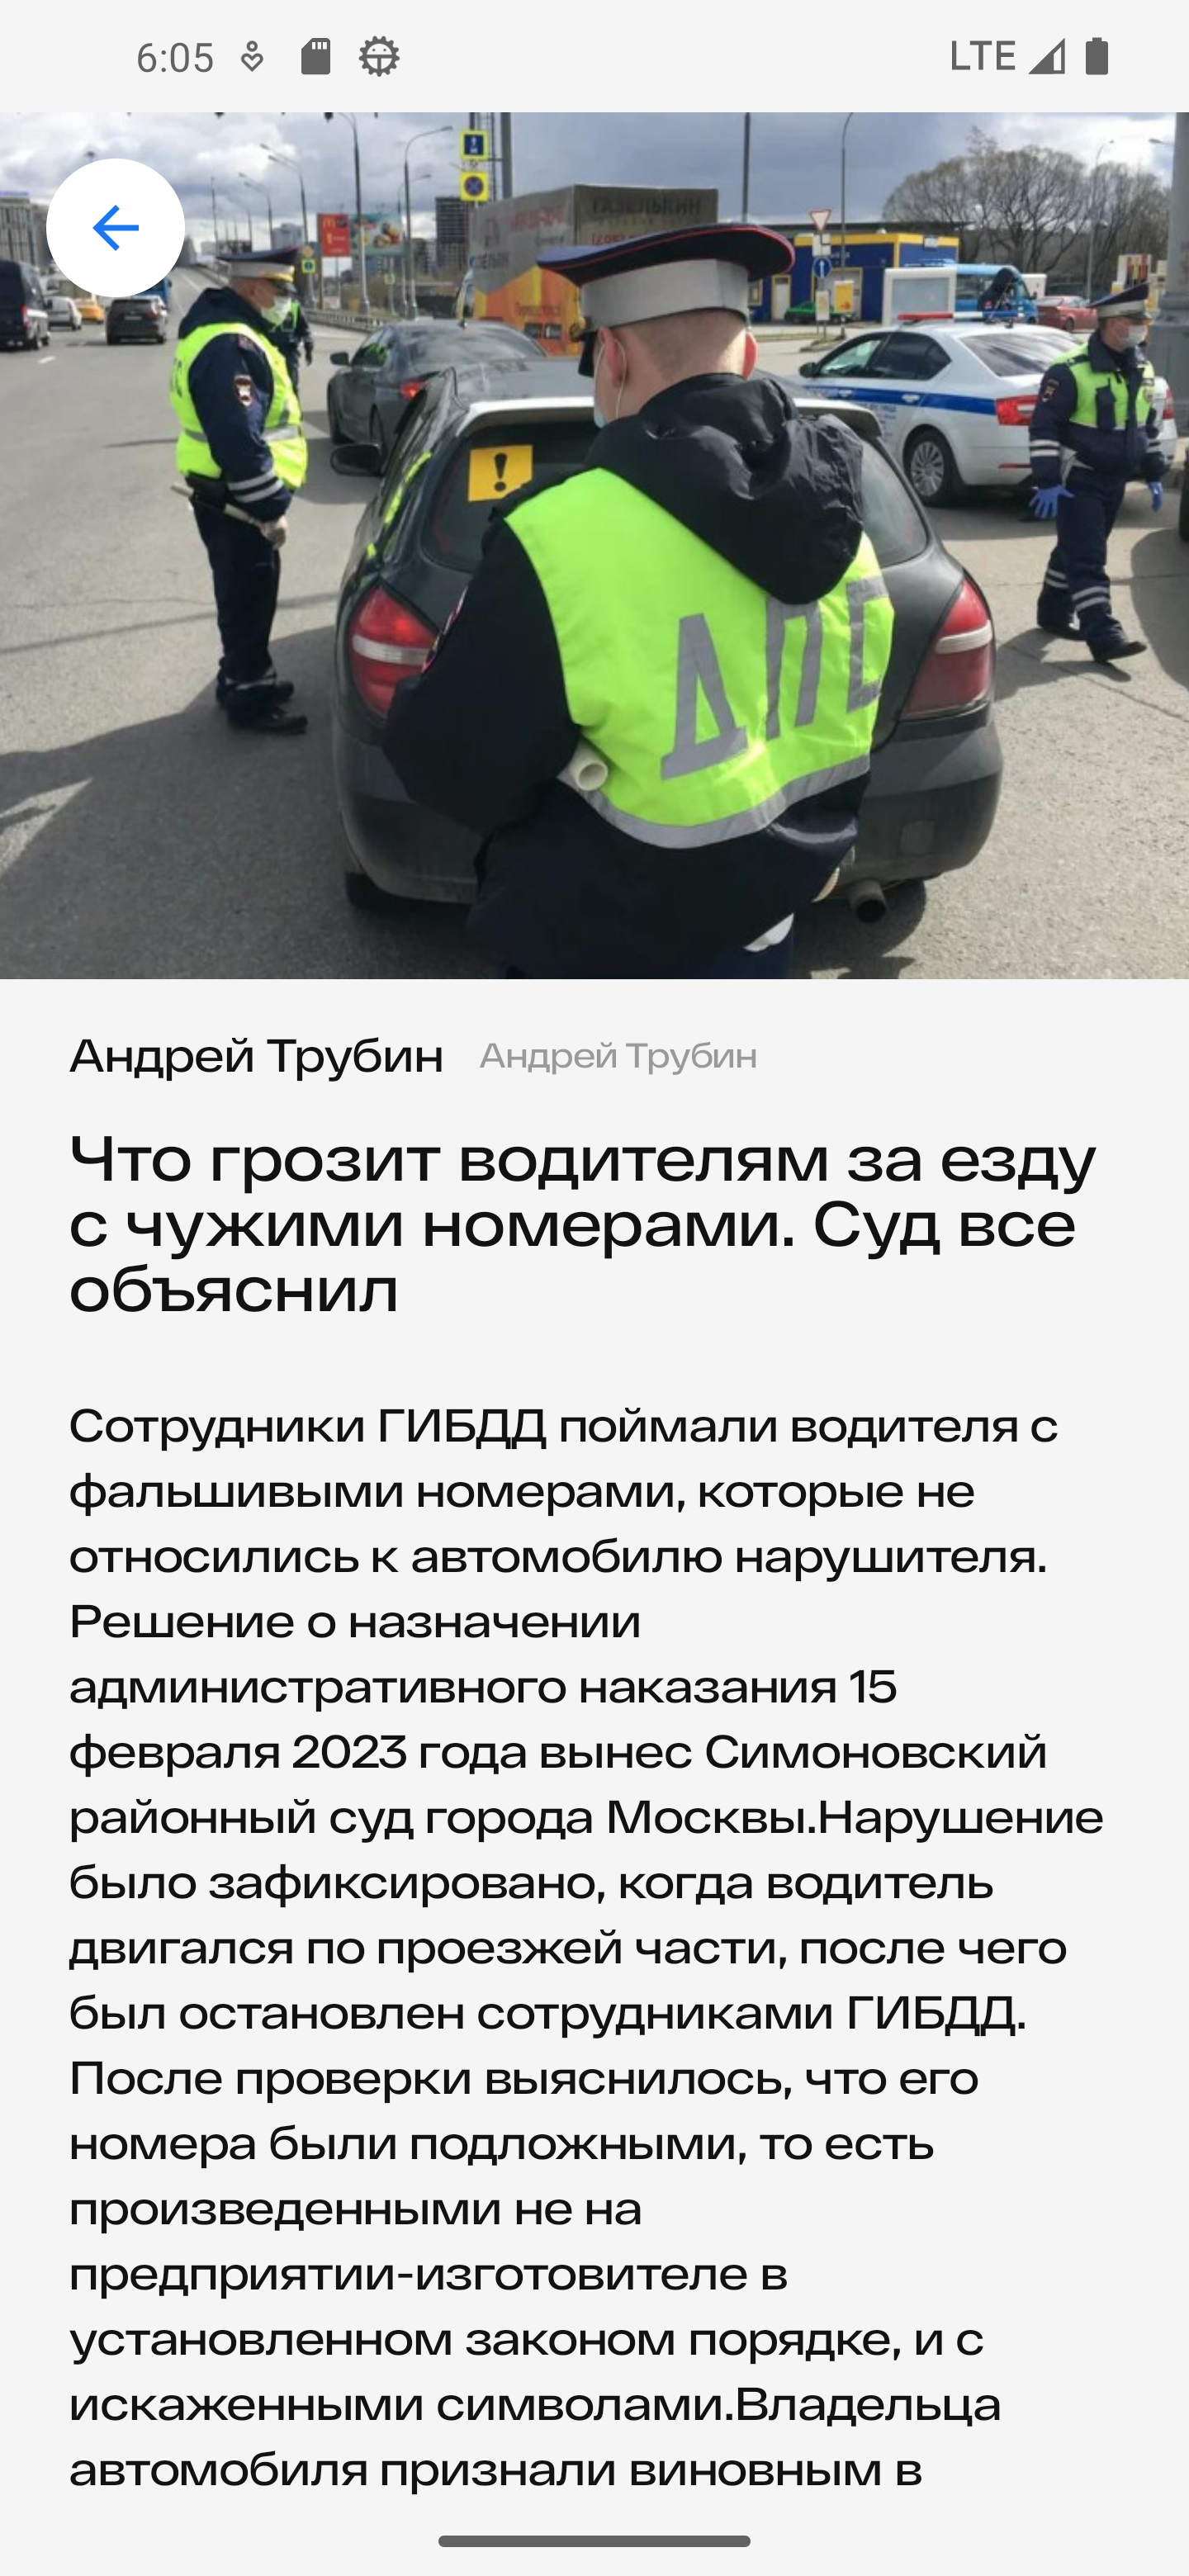 6:05 LTE
ДПС
Андрей Трубин Андрей Трубин
Что грозит водителям за езду
с чужими номерами. Суд все
объяснил
Сотрудники ГИБДД поймали водителя с
фальшивыми номерами, которые не
относились к автомобилю нарушителя.
Решение о назначении
административного наказания 15
февраля 2023 года вынес Симоновский
районный суд города Москвы.Нарушение
было зафиксировано, когда водитель
двигался по проезжей части, после чего
был остановлен сотрудниками ГИБДД.
После проверки выяснилось, что его
номера были подложными, то есть
произведенными не на
предприятии-изготовителе в
установленном законом порядке, и с
искаженными символами.Владельца
автомобиля признали виновным в